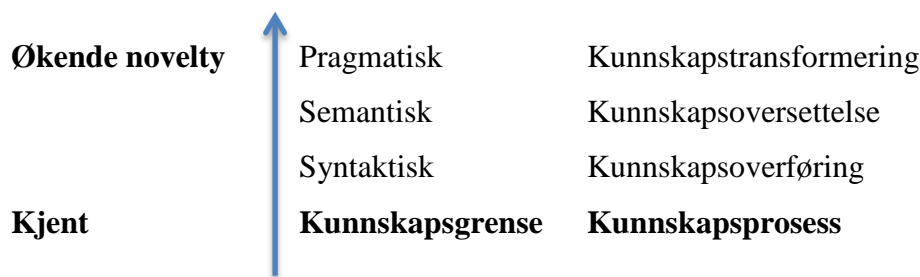 Økende novelty Pragmatisk Kunnskapstransformering
Semantisk Kunnskapsoversettelse
Syntaktisk Kunnskapsoverføring
Kjent Kunnskapsgrense Kunnskapsprosess